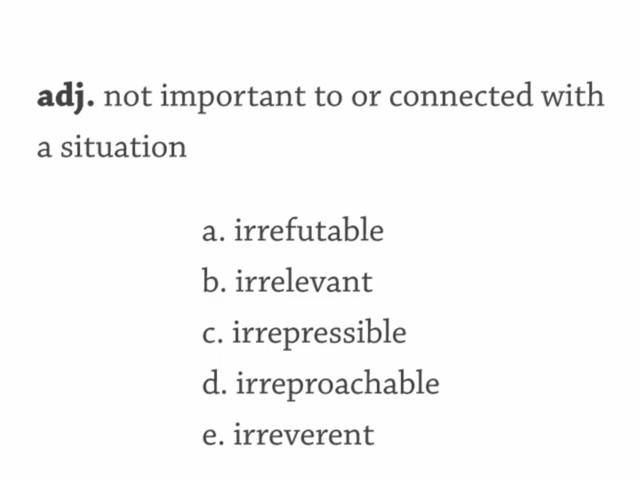 adj. not important to or connected with
a situation
a. irrefutable
b. irrelevant
c. irrepressible
d. irreproachable
e. irreverent